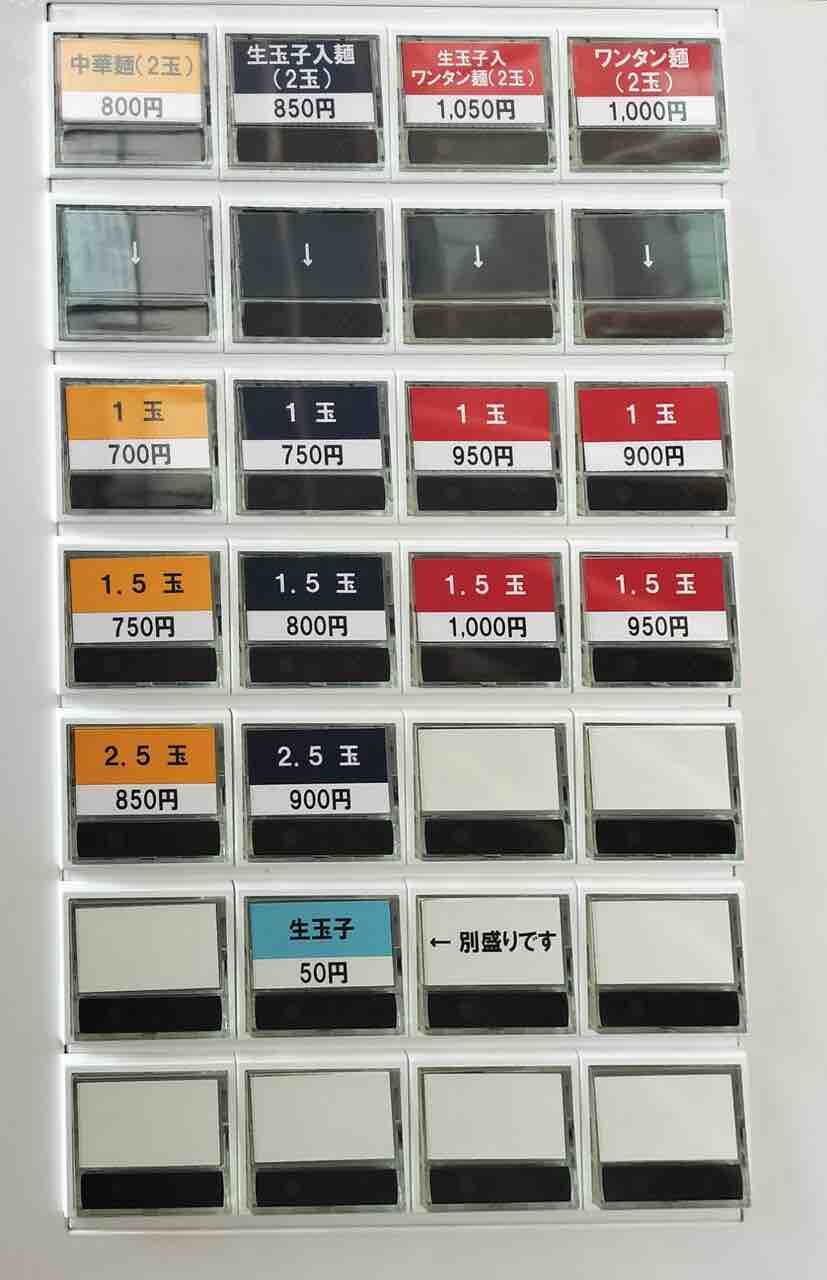 中華麺(2玉)
800円
生玉子入麺
(2玉)
850円
生玉子入
ワンタン麺(2玉)
1,050円
ワンタン麺
(2玉)
1,000円
↓
↓
↓
↓
1 玉
700円
1 玉
750円
1 玉
950円
1 玉
900円
1.5 玉
750円
1.5 玉
800円
1.5 玉
1,000円
1.5 玉
950円
2.5 玉
850円
2.5 玉
900円
生玉子
50円
← 別盛りです